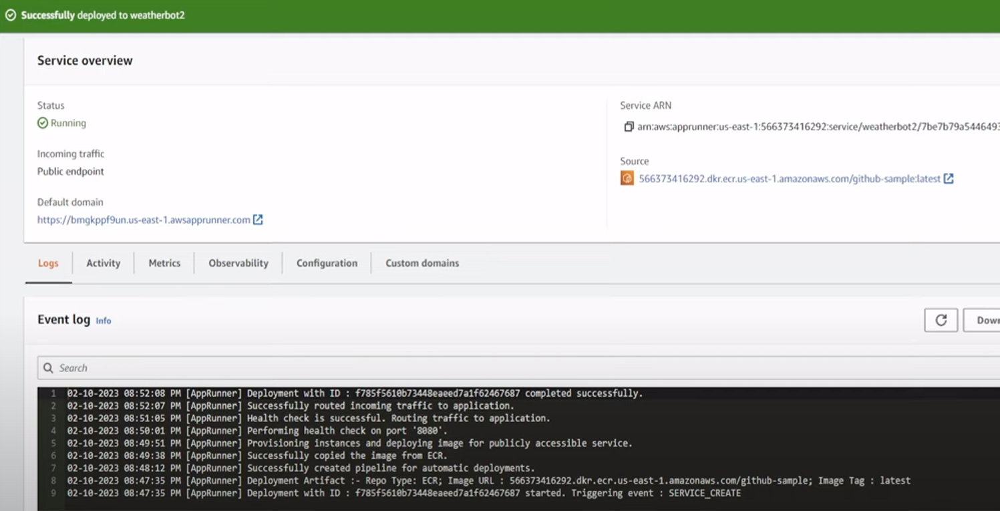 Successfully deployed to weatherbot2
Service overview
Status
Running
Incoming traffic
Public endpoint
Default domain
https://bmgkppf9un.us-east-1.awsapprunner.com
Service ARN
arn:aws:apprunner:us-east-1:566373416292:service/weatherbot2/7be7b79a5446493
Source
566373416292.dkr.ecr.us-east-1.amazonaws.com/github-sample:latest
Logs Activity Metrics Observability Configuration Custom domains
Event log Info
Down
Search
1 02-10-2023 08:52:08 PM [AppRunner] Deployment with ID : f785f5610b73448eaeed7a1f62467687 completed successfully.
2 02-10-2023 08:52:07 PM [AppRunner] Successfully routed incoming traffic to application.
3 02-10-2023 08:51:05 PM [AppRunner] Health check is successful. Routing traffic to application.
4 02-10-2023 08:50:01 PM [AppRunner] Performing health check on port '8080'.
5 02-10-2023 08:49:51 PM [AppRunner] Provisioning instances and deploying image for publicly accessible service.
6 02-10-2023 08:49:38 PM [AppRunner] Successfully copied the image from ECR.
7 02-10-2023 08:48:12 PM [AppRunner] Successfully created pipeline for automatic deployments.
8 02-10-2023 08:47:35 PM [AppRunner] Deployment Artifact :- Repo Type: ECR; Image URL : 566373416292.dkr.ecr.us-east-1.amazonaws.com/github-sample; Image Tag : latest
9 02-10-2023 08:47:35 PM [AppRunner] Deployment with ID : f785f5610b73448eaeed7a1f62467687 started. Triggering event : SERVICE_CREATE